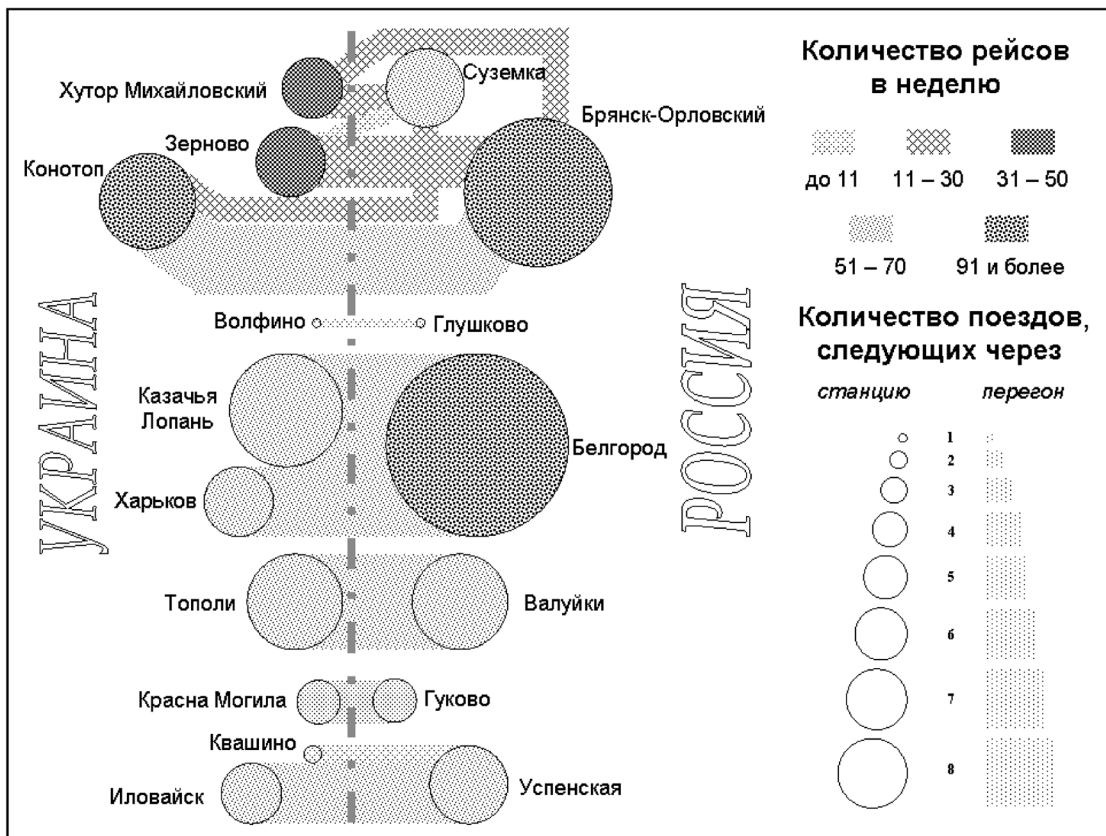 Хутор Михайловский
Суземка
Зерново
Брянск-Орловский
Конотоп
УКРАИНА
РОССИЯ
Волфино
Глушково
Казачья
Лопань
Белгород
Харьков
Тополи
Валуйки
Красна Могила
Гуково
Квашино
Иловайск
Успенская
Количество рейсов
в неделю
до 11
11 – 30
31 – 50
51 – 70
91 и более
Количество поездов,
следующих через
станцию
перегон
1
2
3
4
5
6
7
8